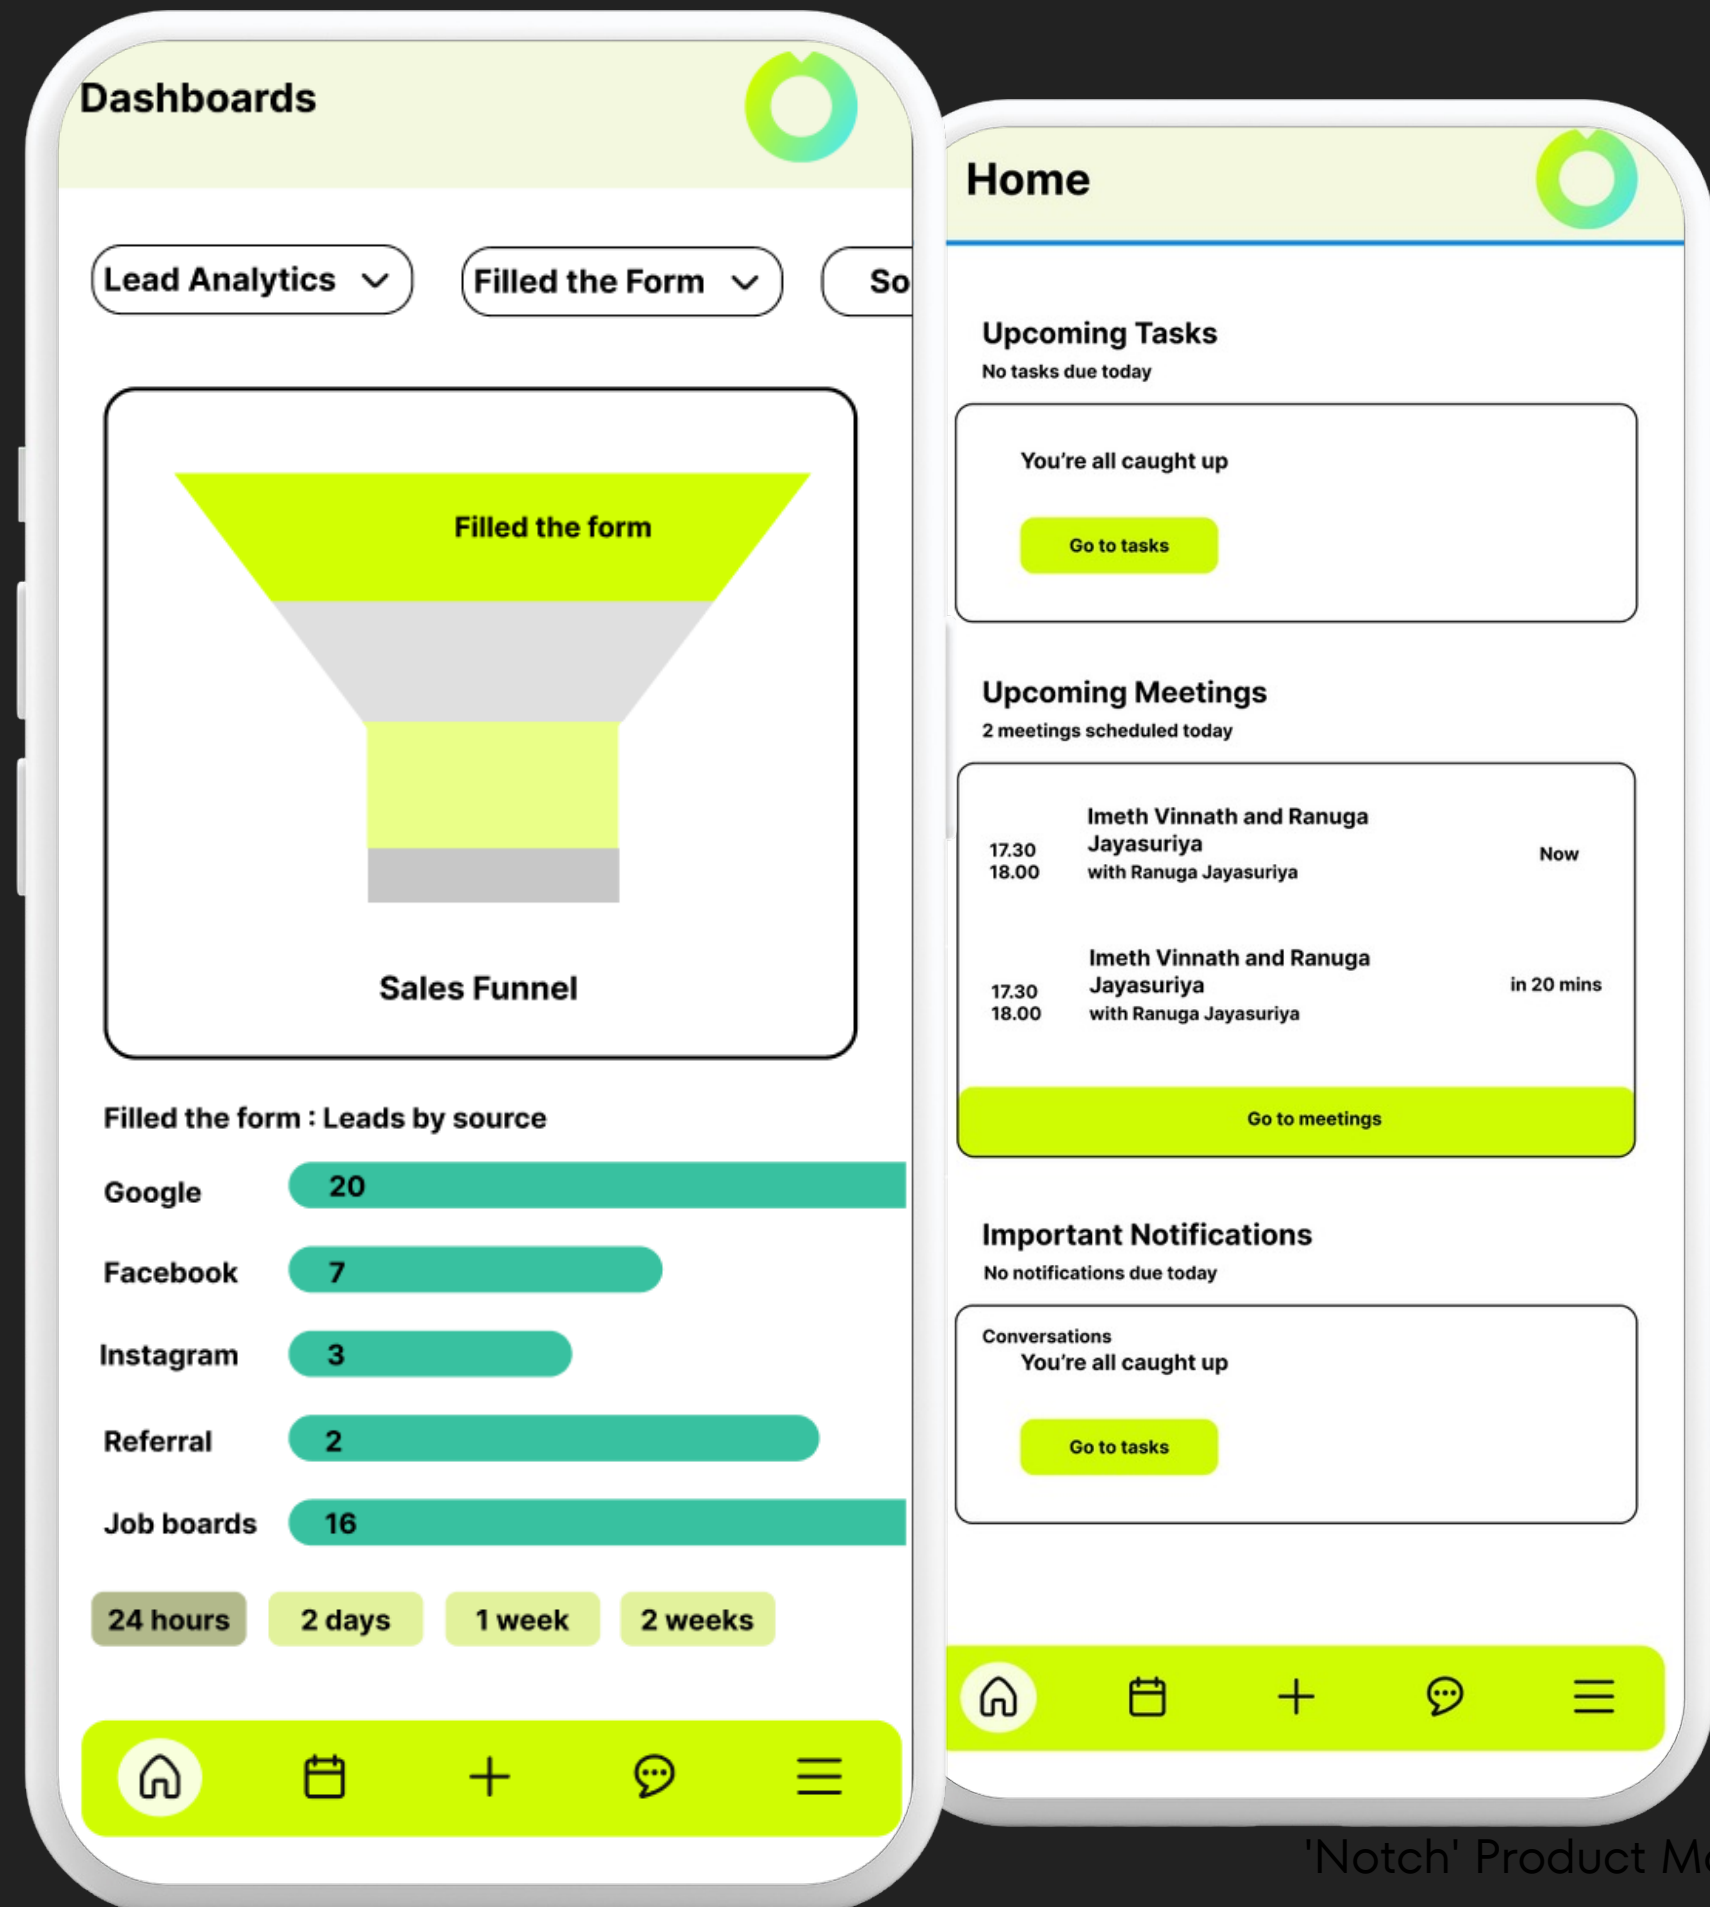 Dashboards
Lead Analytics
Filled the Form
So
Filled the form
Sales Funnel
Filled the form : Leads by source
Google 20
Facebook 7
Instagram 3
Referral 2
Job boards 16
24 hours 2 days 1 week 2 weeks
Home
Upcoming Tasks
No tasks due today
You're all caught up
Go to tasks
Upcoming Meetings
2 meetings scheduled today
17.30
18.00
Imeth Vinnath and Ranuga
Jayasuriya
with Ranuga Jayasuriya
Now
17.30
18.00
Imeth Vinnath and Ranuga
Jayasuriya
with Ranuga Jayasuriya
in 20 mins
Go to meetings
Important Notifications
No notifications due today
Conversations
You're all caught up
Go to tasks
'Notch' Product